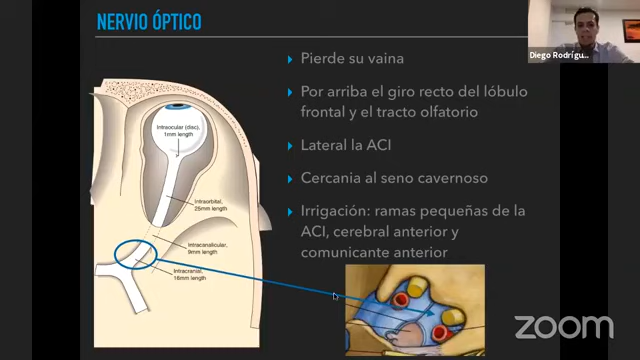 NERVIO ÓPTICO
Pierde su vaina
Por arriba el giro recto del lóbulo
frontal y el tracto olfatorio
Lateral la ACI
Cercania al seno cavernoso
Irrigación: ramas pequeñas de la
ACI, cerebral anterior y
comunicante anterior
Intraocular (disc),
1mm length
Intraorbital,
25mm length
Intracanalicular,
9mm length
Intracranial,
16mm length
Diego Rodrígu...
zoom